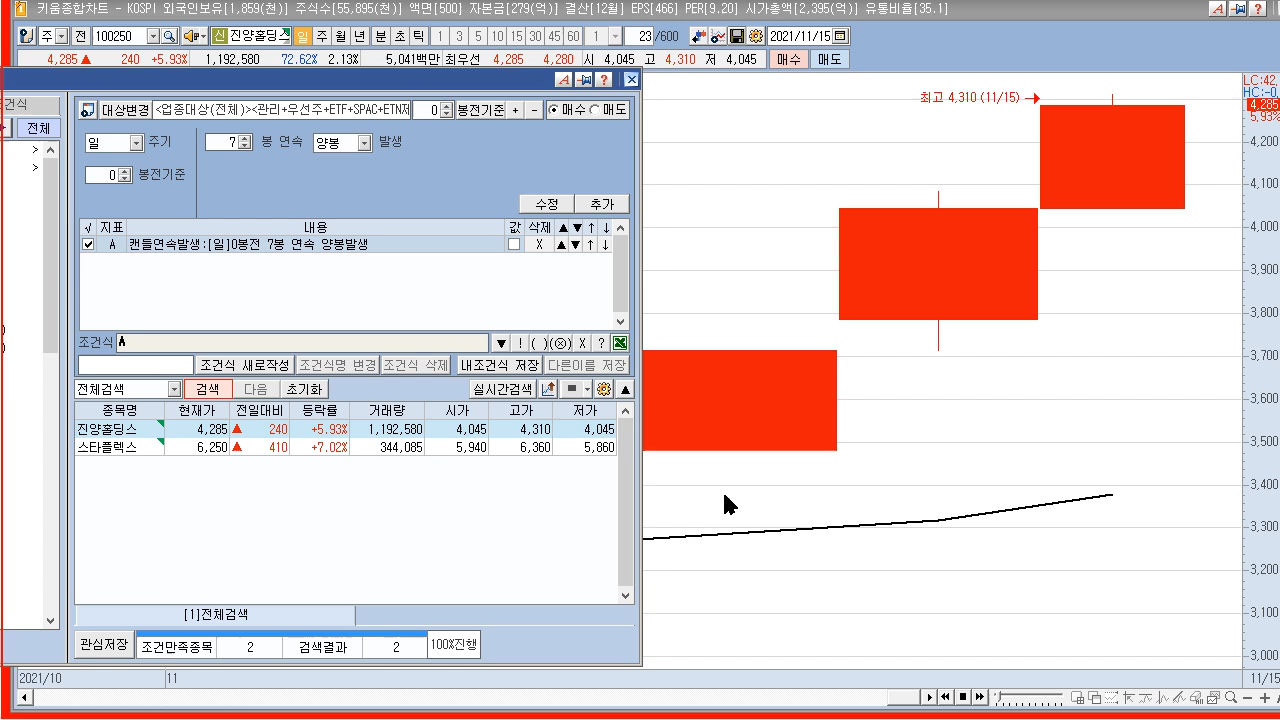 키움종합차트 - KOSPI 외국인보유[1,859(천)] 주식수[55,895(천)] 액면[500] 자본금[279(억)] 결산[12월] EPS[466] PER[9.20] 시가총액[2,395(억)] 유통비율[35.1]
주 전 100250 신 진양홀딩스 일 주 월 년 분 초 틱 1 3 5 10 15 30 45 60 1 23 /600 2021/11/15
4,285 ▲ 240 +5.93% 1,192,580 72.62% 2.13% 5,041백만 최우선 4,285 4,280 시 4,045 고 4,310 저 4,045 매수 매도
건식
전체
대상변경 <업종대상(전체)><관리+우선주+ETF+SPAC+ETN제 0 봉전기준 + - 매수 매도
일 주기 7 봉 연속 양봉 발생
0 봉전기준
수정 추가
√ 지표 내용 값 삭제 ▲ ▼ ↑ ↓
A 캔들연속발생:[일]0봉전 7봉 연속 양봉발생 X ▲ ▼ ↑ ↓
조건식 A ▼ ! ( ) (⊗) X ?
조건식 새로작성 조건식명 변경 조건식 삭제 내조건식 저장 다른이름 저장
전체검색 검색 다음 초기화 실시간검색 ▲
종목명 현재가 전일대비 등락률 거래량 시가 고가 저가
진양홀딩스 4,285 ▲ 240 +5.93% 1,192,580 4,045 4,310 4,045
스타플렉스 6,250 ▲ 410 +7.02% 344,085 5,940 6,360 5,860
[1]전체검색
관심저장 조건만족종목 2 검색결과 2 100%진행
최고 4,310 (11/15) →
LC:42,
HC:-0,
4,285
5.93%
4,200
4,100
4,000
3,900
3,800
3,700
3,600
3,500
3,400
3,300
3,200
3,100
3,000
2021/10 11 11/15